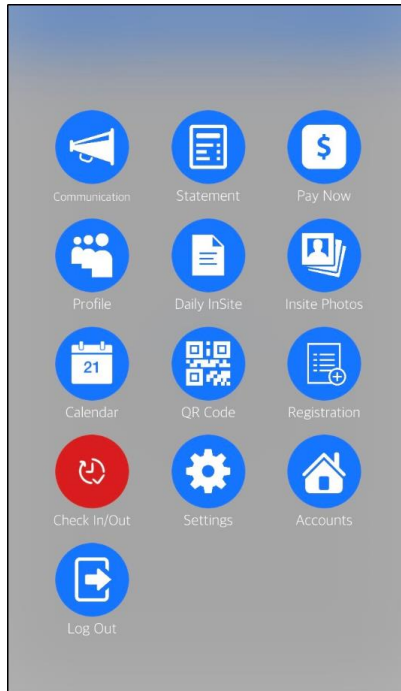 Communication
Statement
$
Pay Now
Profile
Daily InSite
Insite Photos
21
Calendar
QR Code
Registration
Check In/Out
Settings
Accounts
Log Out